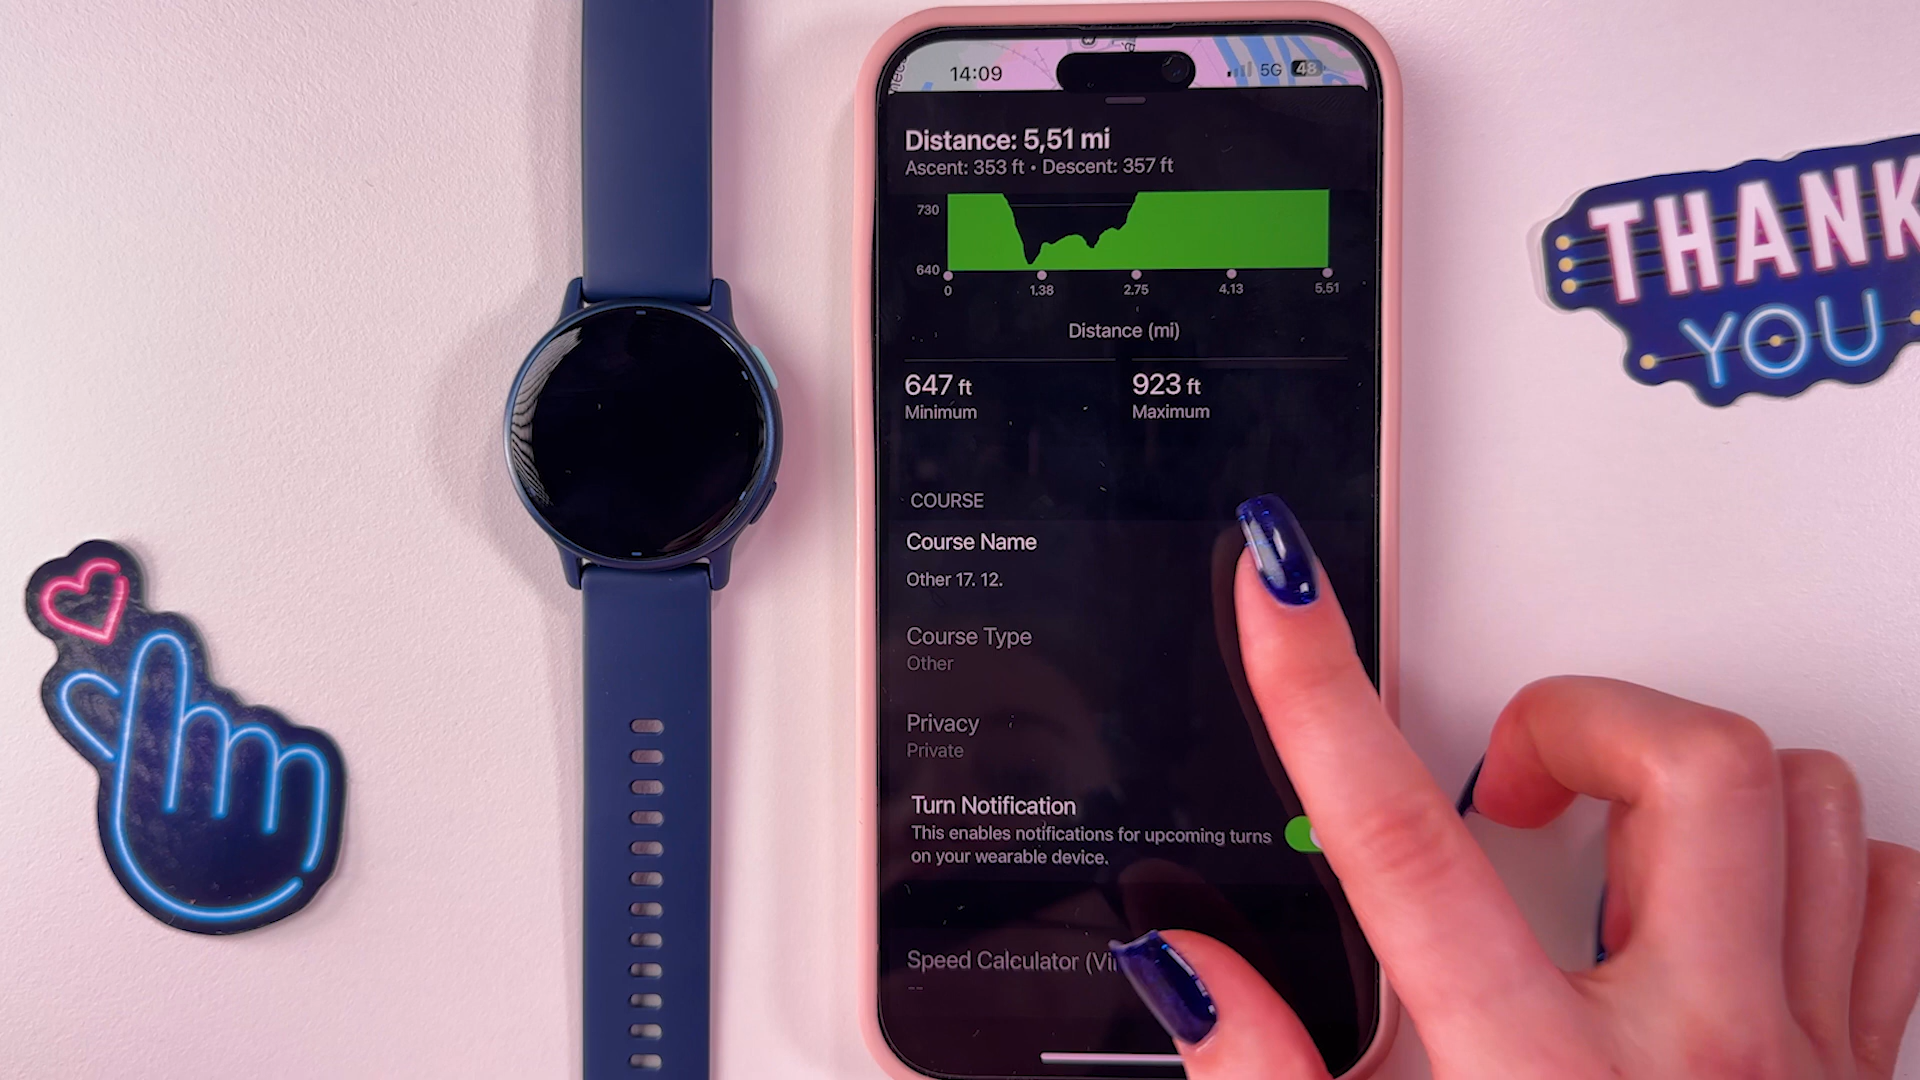 14:09
5G 48
Distance: 5,51 mi
Ascent: 353 ft • Descent: 357 ft
730
640
0 1,38 2,75 4,13 5,51
Distance (mi)
647 ft 923 ft
Minimum Maximum
COURSE
Course Name
Other 17. 12.
Course Type
Other
Privacy
Private
Turn Notification
This enables notifications for upcoming turns
on your wearable device.
Speed Calculator
--
THANK
YOU